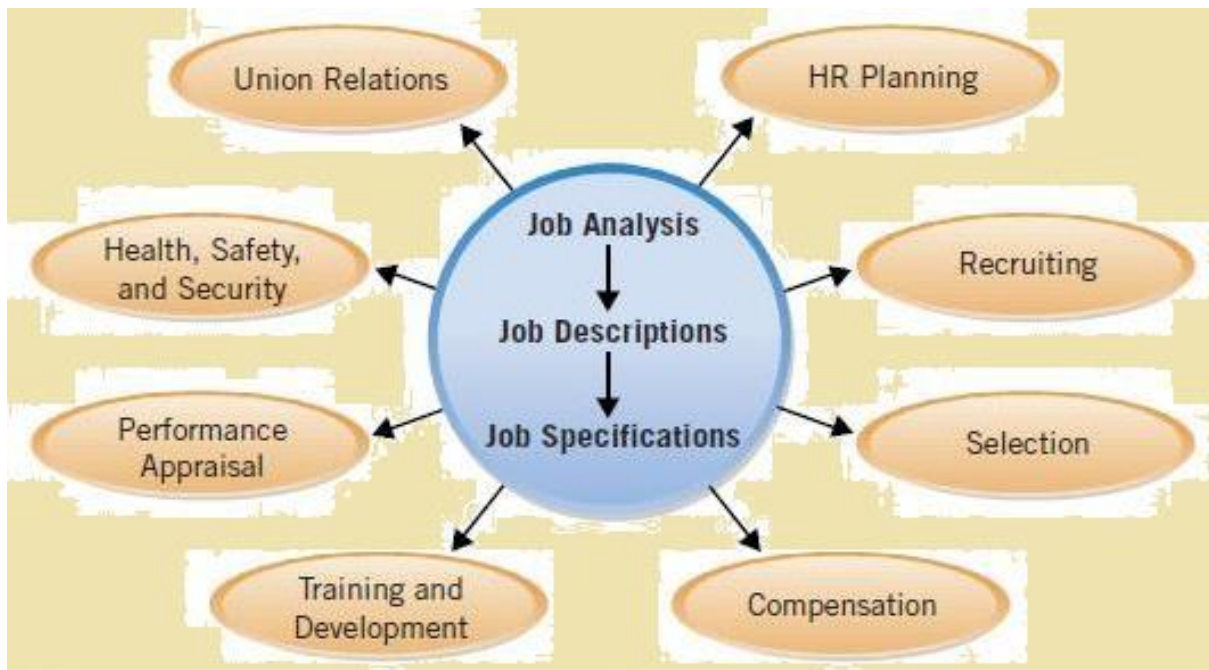 Union Relations
HR Planning
Job Analysis
Health, Safety,
and Security
Recruiting
Job Descriptions
Performance
Appraisal
Job Specifications
Selection
Training and
Development
Compensation